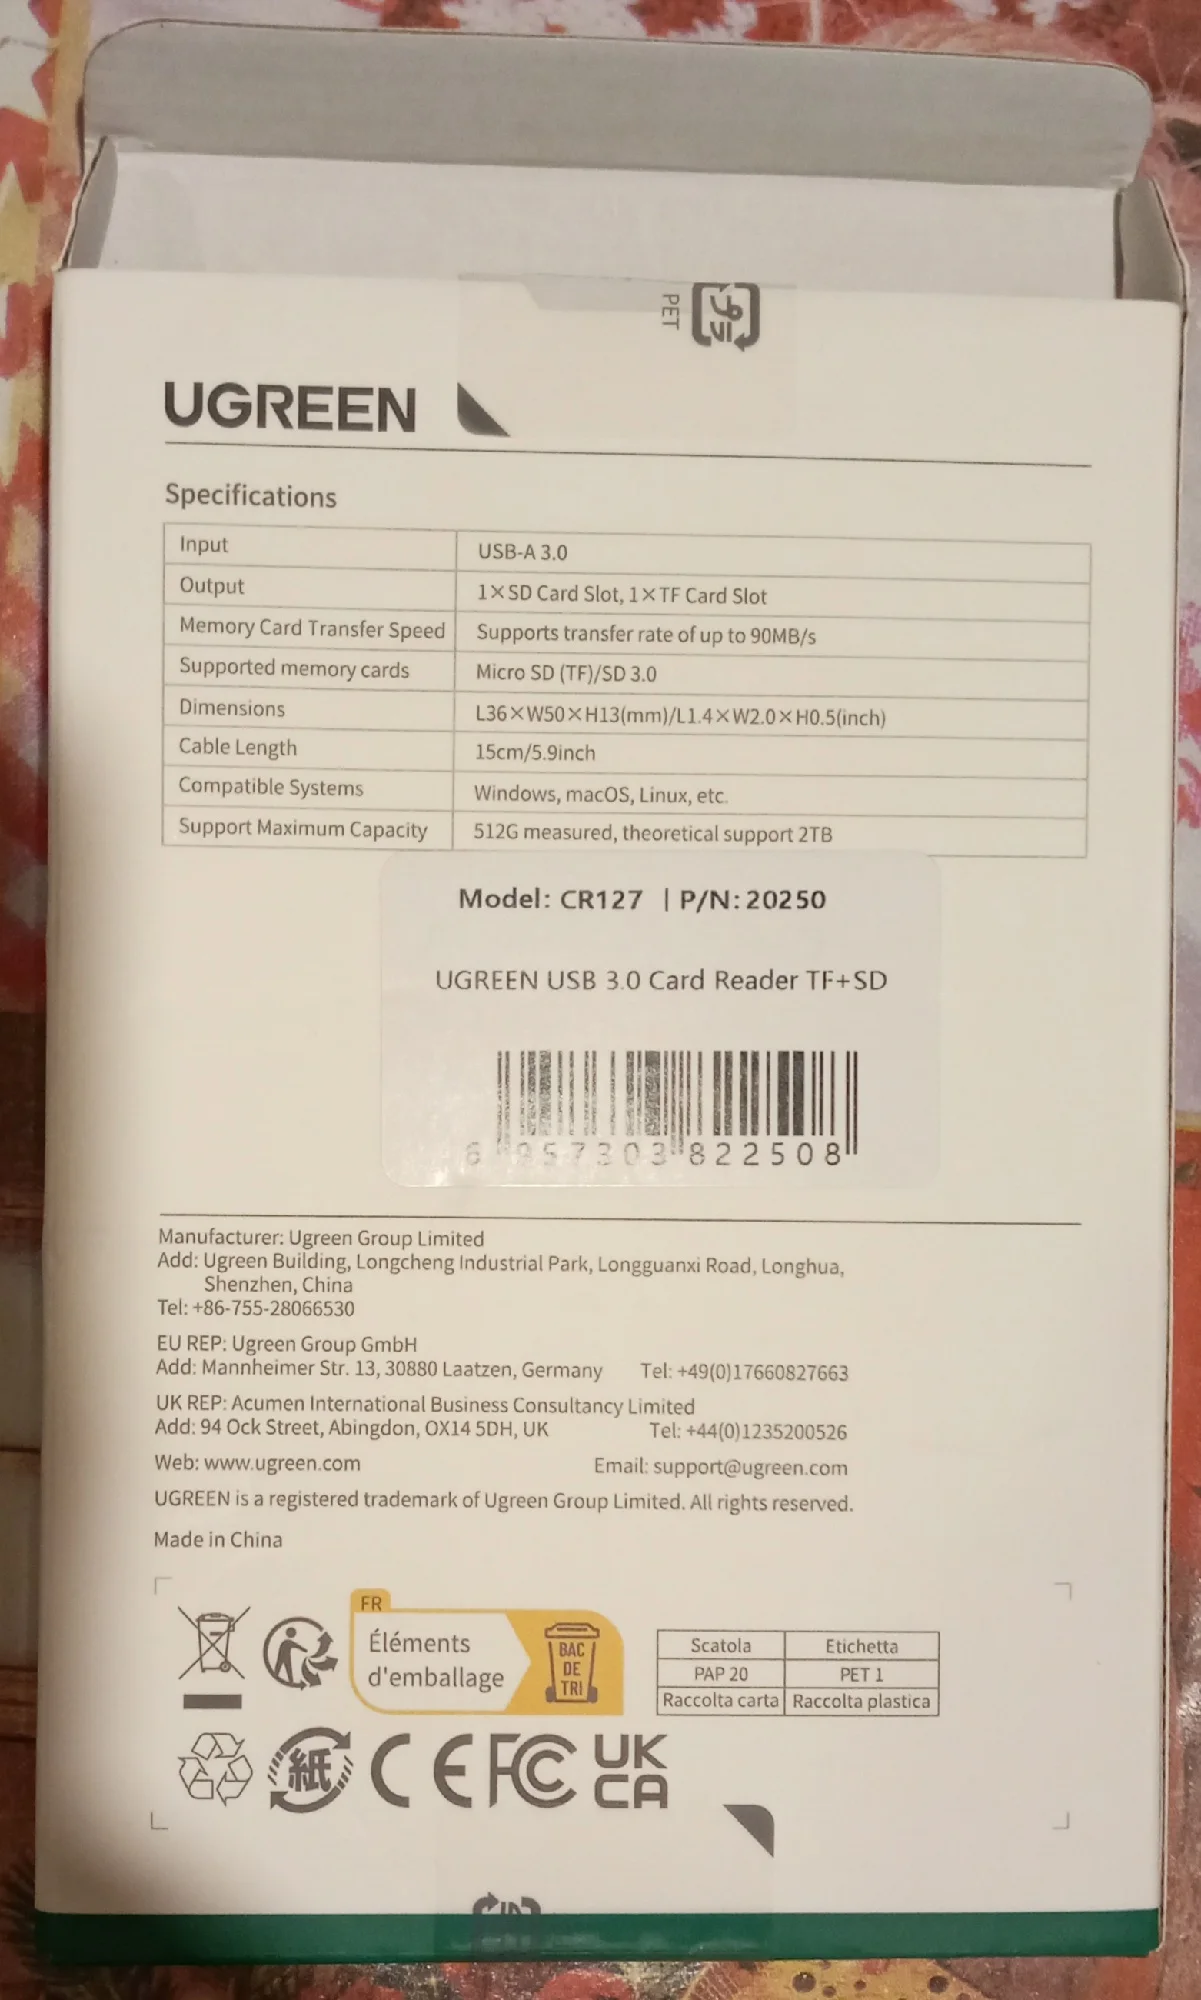 PET
UGREEN
Specifications
Input USB-A 3.0
Output 1×SD Card Slot, 1×TF Card Slot
Memory Card Transfer Speed Supports transfer rate of up to 90MB/s
Supported memory cards Micro SD (TF)/SD 3.0
Dimensions L36×W50×H13(mm)/L1.4×W2.0×H0.5(inch)
Cable Length 15cm/5.9inch
Compatible Systems Windows, macOS, Linux, etc.
Support Maximum Capacity 512G measured, theoretical support 2TB
Model: CR127 | P/N: 20250
UGREEN USB 3.0 Card Reader TF+SD
6 957303 822508
Manufacturer: Ugreen Group Limited
Add: Ugreen Building, Longcheng Industrial Park, Longguanxi Road, Longhua,
Shenzhen, China
Tel: +86-755-28066530
EU REP: Ugreen Group GmbH
Add: Mannheimer Str. 13, 30880 Laatzen, Germany Tel: +49(0)17660827663
UK REP: Acumen International Business Consultancy Limited
Add: 94 Ock Street, Abingdon, OX14 5DH, UK Tel: +44(0)1235200526
Web: www.ugreen.com Email: support@ugreen.com
UGREEN is a registered trademark of Ugreen Group Limited. All rights reserved.
Made in China
FR
Éléments
d'emballage
BAC
DE
TRI
Scatola Etichetta
PAP 20 PET 1
Raccolta carta Raccolta plastica
紙 CE FC UK
CA